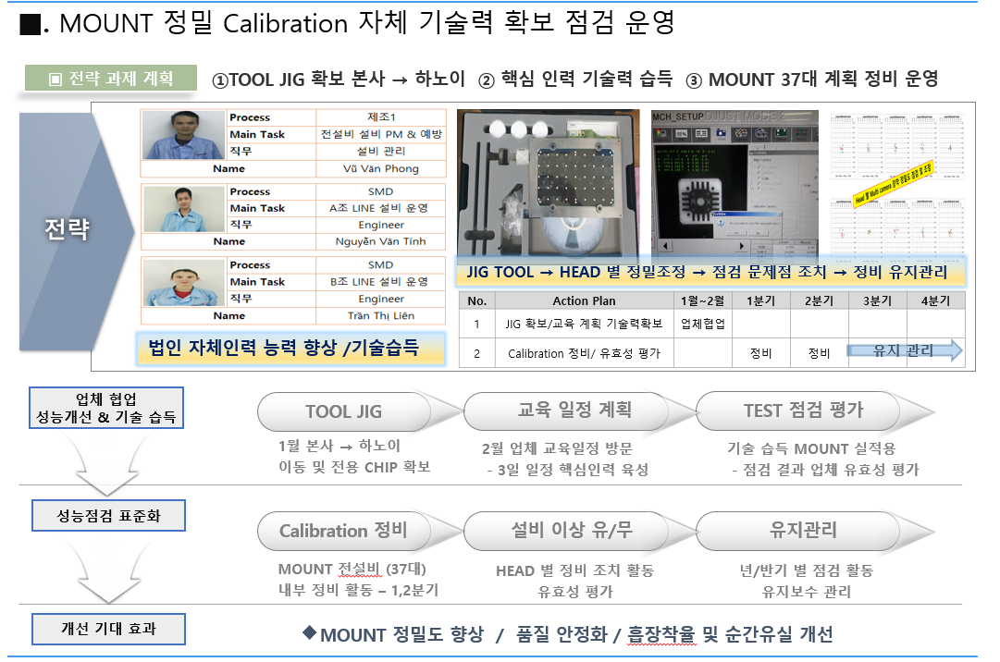 ■. MOUNT 정밀 Calibration 자체 기술력 확보 점검 운영
▣ 전략 과제 계획
①TOOL JIG 확보 본사 → 하노이 ② 핵심 인력 기술력 습득 ③ MOUNT 37대 계획 정비 운영
전략
Process 제조1
Main Task 전설비 설비 PM & 예방
직무 설비 관리
Name Vũ Văn Phong
Process SMD
Main Task A조 LINE 설비 운영
직무 Engineer
Name Nguyễn Văn Tính
Process SMD
Main Task B조 LINE 설비 운영
직무 Engineer
Name Trần Thị Liên
법인 자체인력 능력 향상 /기술습득
MCH_SETUP
ADJUST MODE 2
Head 별 Multi camera 장착 정밀도 점검 및 조정
JIG TOOL → HEAD 별 정밀조정 → 점검 문제점 조치 → 정비 유지관리
No. Action Plan 1월~2월 1분기 2분기 3분기 4분기
1 JIG 확보/교육 계획 기술력확보 업체협업
2 Calibration 정비/ 유효성 평가 정비 정비 유지 관리
업체 협업
성능개선 & 기술 습득
TOOL JIG
1월 본사 → 하노이
이동 및 전용 CHIP 확보
교육 일정 계획
2월 업체 교육일정 방문
- 3일 일정 핵심인력 육성
TEST 점검 평가
기술 습득 MOUNT 실적용
- 점검 결과 업체 유효성 평가
성능점검 표준화
Calibration 정비
MOUNT 전설비 (37대)
내부 정비 활동 – 1,2분기
설비 이상 유/무
HEAD 별 정비 조치 활동
유효성 평가
유지관리
년/반기 별 점검 활동
유지보수 관리
개선 기대 효과
◆MOUNT 정밀도 향상 / 품질 안정화 / 흡장착율 및 순간유실 개선